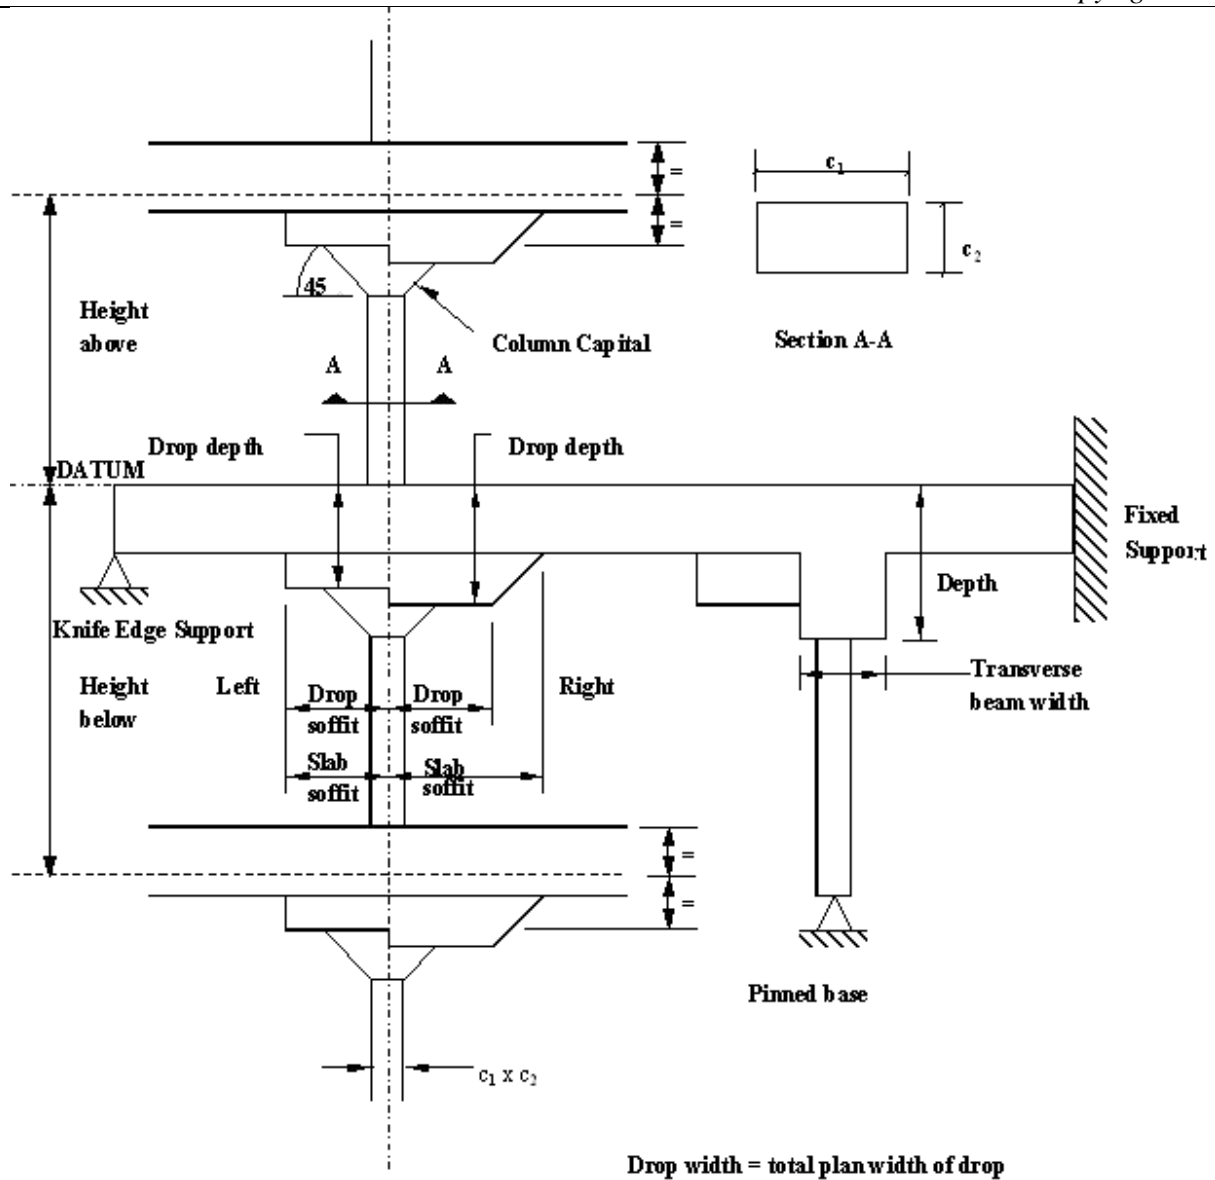 c₁
=
=
c₂
45
Height
above
Column Capital
Section A-A
A A
Drop depth Drop depth
DATUM
Fixed
Support
Depth
Knife Edge Support
Transverse
beam width
Height
below
Left
Right
Drop
soffit
Drop
soffit
Slab
soffit
Slab
soffit
=
=
Pinned base
c₁ x c₂
Drop width = total plan width of drop